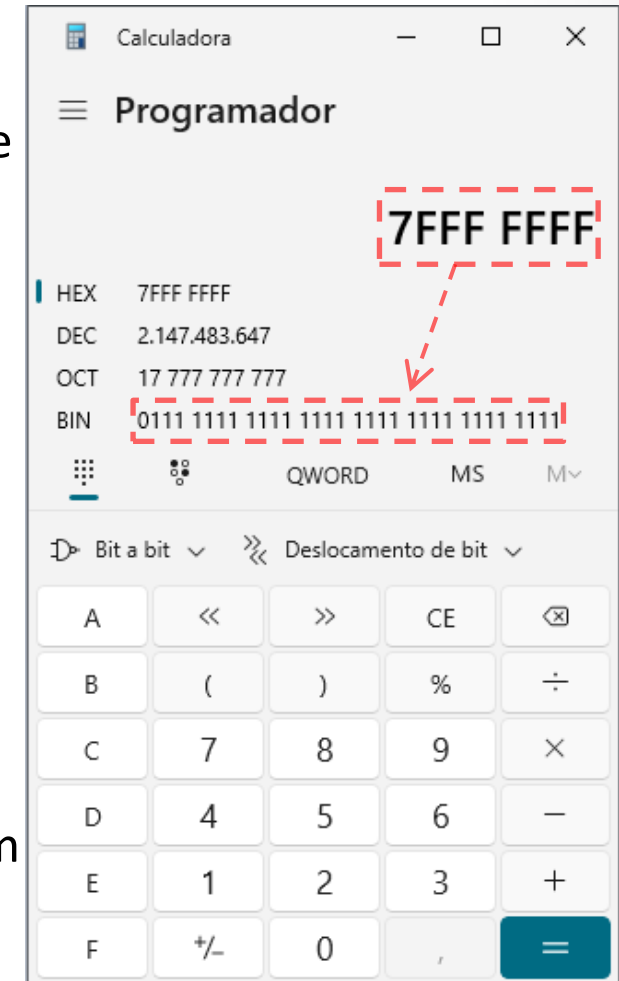 Calculadora
Programador
e
7FFF FFFF
HEX 7FFF FFFF
DEC 2.147.483.647
OCT 17 777 777 777
BIN 0111 1111 1111 1111 1111 1111 1111 1111
QWORD MS M
Bit a bit Deslocamento de bit
A << >> CE
B ( ) % ÷
C 7 8 9 ×
D 4 5 6 −
m
E 1 2 3 +
F +/− 0 , =